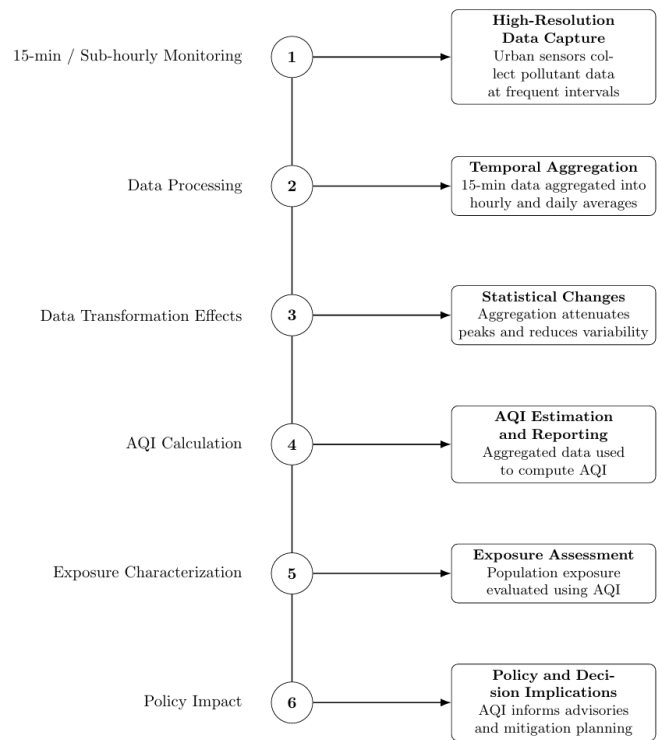 High-Resolution
Data Capture
15-min / Sub-hourly Monitoring
1
Urban sensors col-
lect pollutant data
at frequent intervals
Data Processing
2
Temporal Aggregation
15-min data aggregated into
hourly and daily averages
Data Transformation Effects
3
Statistical Changes
Aggregation attenuates
peaks and reduces variability
AQI Calculation
4
AQI Estimation
and Reporting
Aggregated data used
to compute AQI
Exposure Characterization
5
Exposure Assessment
Population exposure
evaluated using AQI
Policy Impact
6
Policy and Deci-
sion Implications
AQI informs advisories
and mitigation planning